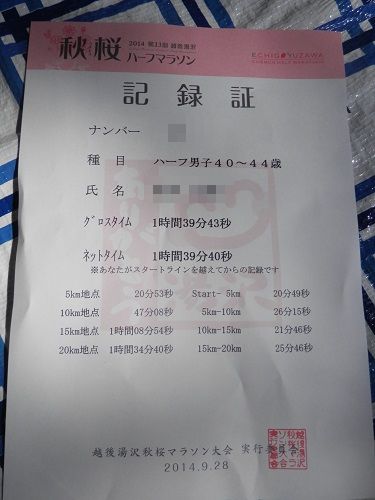 秋桜 2014 第13回 越後湯沢 ハーフマラソン
ECHIGO YUZAWA
COSMOS HALF MARATHON
記録証
ナンバー
種目 ハーフ男子40〜44歳
氏名
グロスタイム 1時間39分43秒
ネットタイム 1時間39分40秒
※あなたがスタートラインを越えてからの記録です
5km地点 20分53秒 Start- 5km 20分49秒
10km地点 47分08秒 5km-10km 26分15秒
15km地点 1時間08分54秒 10km-15km 21分46秒
20km地点 1時間34分40秒 15km-20km 25分46秒
越後湯沢秋桜マラソン大会 実行委員会
2014.9.28